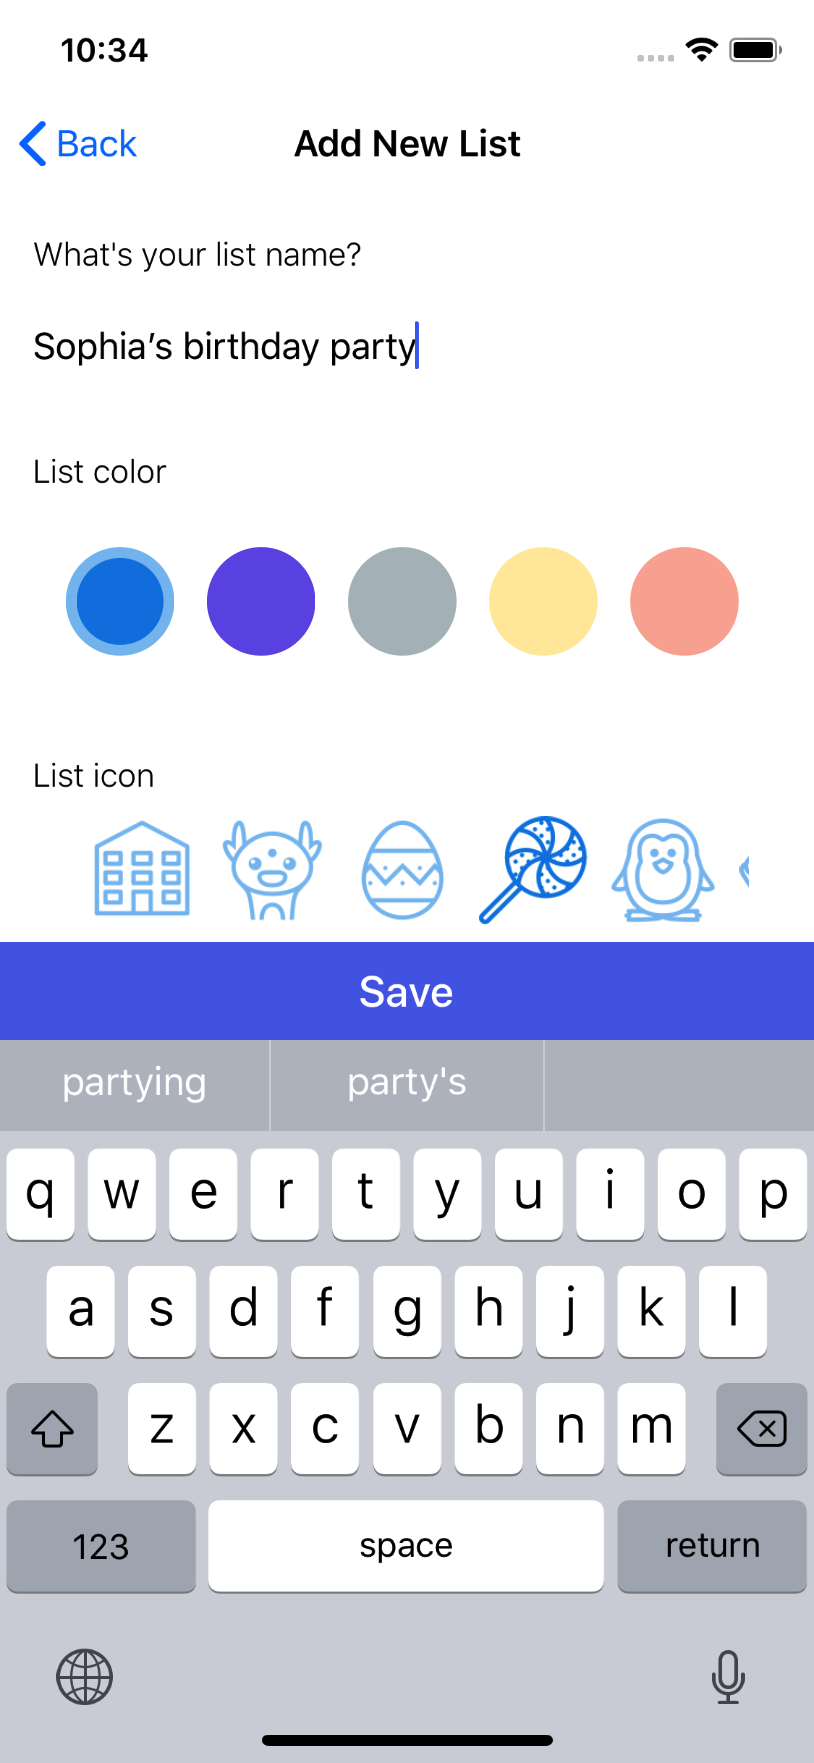 10:34
Back
Add New List
What's your list name?
Sophia’s birthday party
List color
List icon
Save
partying party's
q w e r t y u i o p
a s d f g h j k l
z x c v b n m
123 space return